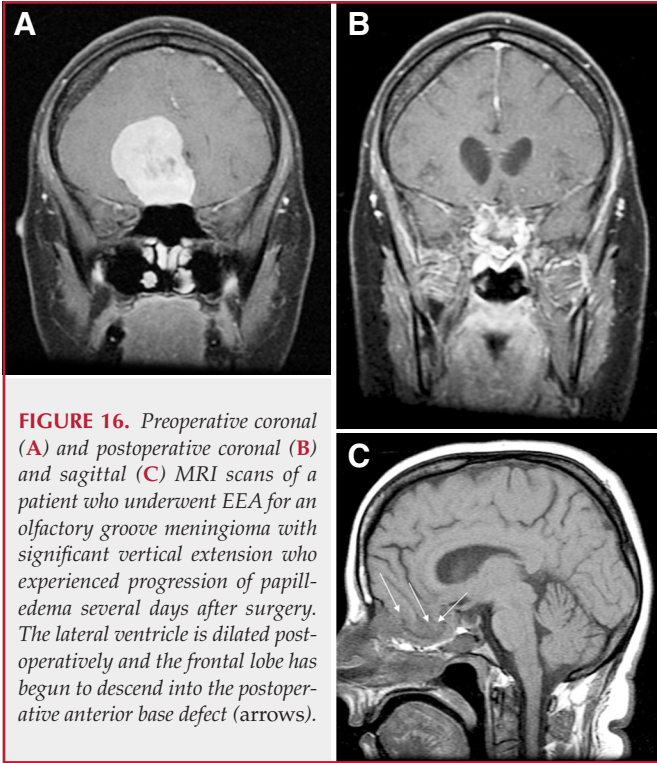 A
B
C
FIGURE 16. Preoperative coronal
(A) and postoperative coronal (B)
and sagittal (C) MRI scans of a
patient who underwent EEA for an
olfactory groove meningioma with
significant vertical extension who
experienced progression of papill-
edema several days after surgery.
The lateral ventricle is dilated post-
operatively and the frontal lobe has
begun to descend into the postoper-
ative anterior base defect (arrows).